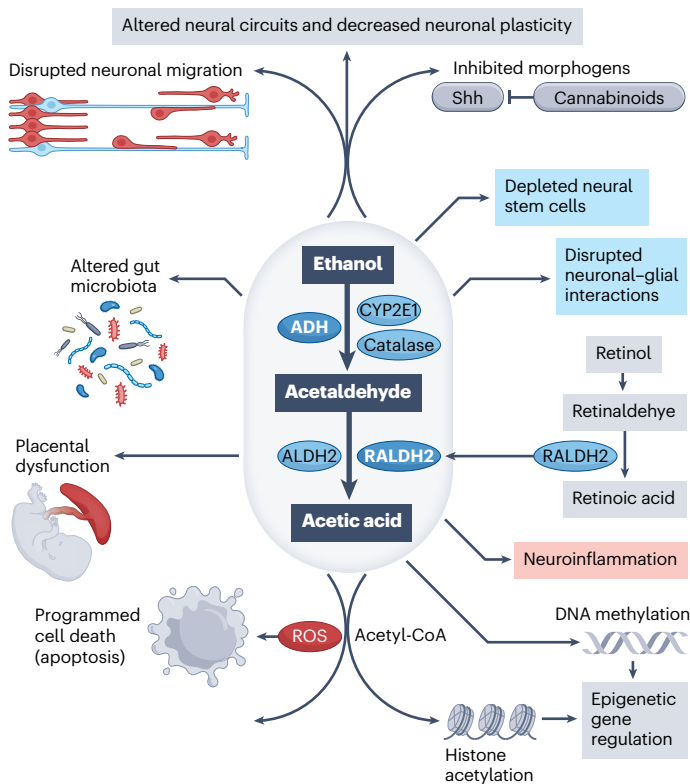 Altered neural circuits and decreased neuronal plasticity
Disrupted neuronal migration
Inhibited morphogens
Shh
Cannabinoids
Depleted neural
stem cells
Disrupted
neuronal–glial
interactions
Altered gut
microbiota
Ethanol
ADH
CYP2E1
Catalase
Acetaldehyde
ALDH2
RALDH2
Acetic acid
Retinol
Retinaldehye
RALDH2
Retinoic acid
Placental
dysfunction
Neuroinflammation
Programmed
cell death
(apoptosis)
ROS
Acetyl-CoA
DNA methylation
Epigenetic
gene
regulation
Histone
acetylation